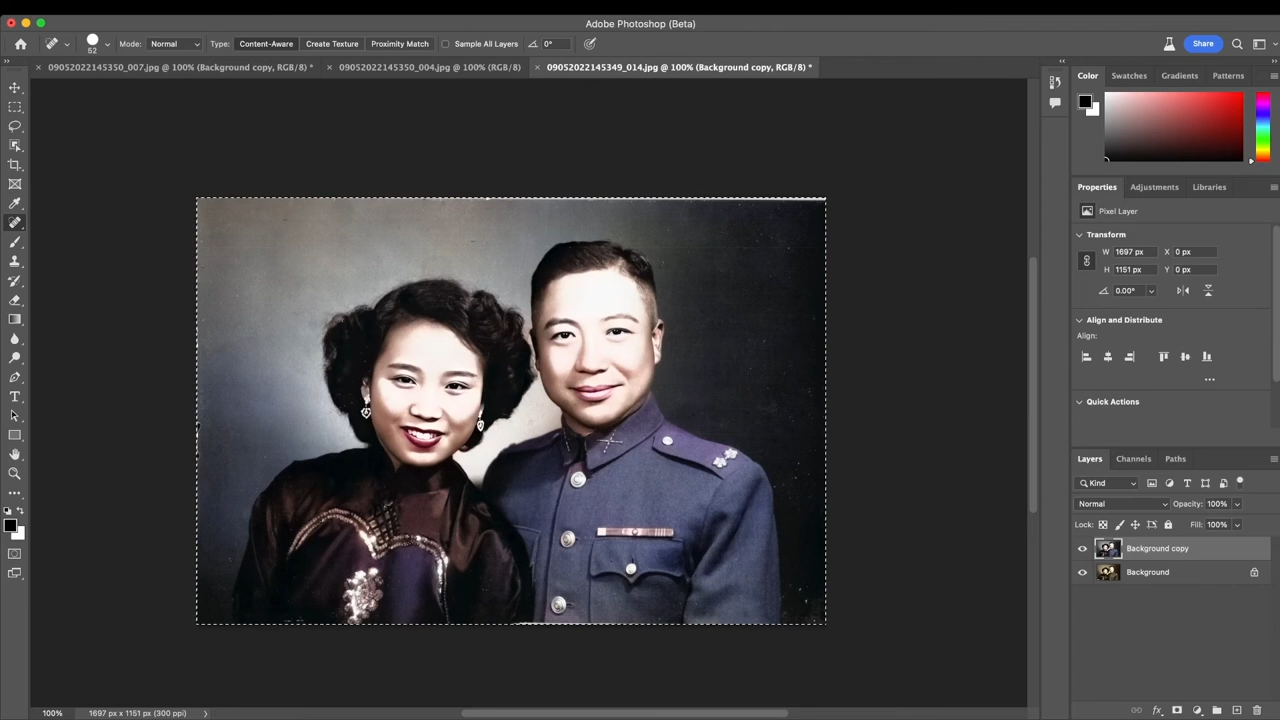 Adobe Photoshop (Beta)
52 Mode: Normal Type: Content-Aware Create Texture Proximity Match Sample All Layers 0° Share
09052022145350_007.jpg @ 100% (Background copy, RGB/8) * 09052022145350_004.jpg @ 100% (RGB/8) 09052022145349_014.jpg @ 100% (Background copy, RGB/8) *
Color Swatches Gradients Patterns
Properties Adjustments Libraries
Pixel Layer
Transform
W 1697 px X 0 px
H 1151 px Y 0 px
0.00°
Align and Distribute
Align:
Quick Actions
Layers Channels Paths
Kind
Normal Opacity: 100%
Lock: Fill: 100%
Background copy
Background
100% 1697 px x 1151 px (300 ppi)